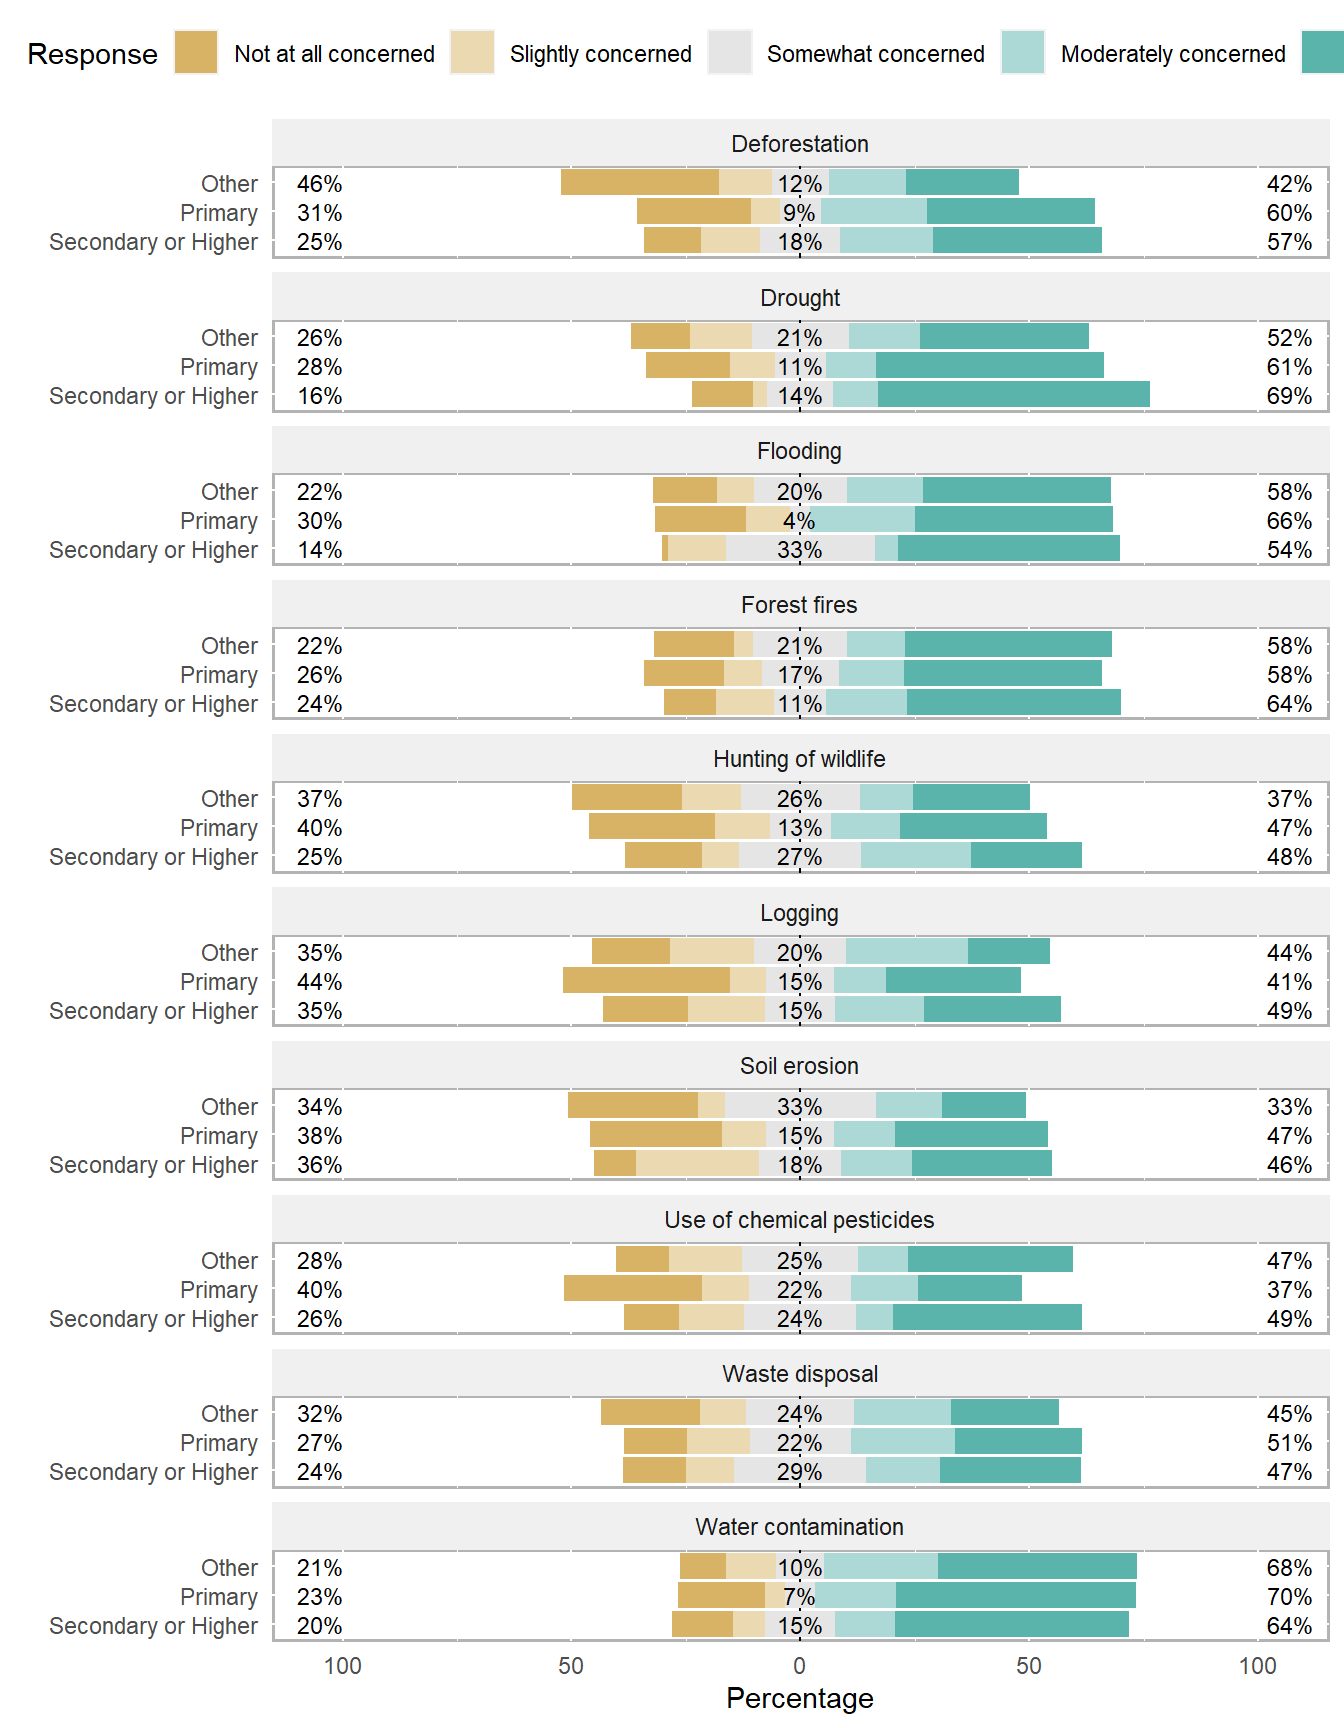 Response Not at all concerned Slightly concerned Somewhat concerned Moderately concerned
Deforestation
Other 46% 12% 42%
Primary 31% 9% 60%
Secondary or Higher 25% 18% 57%
Drought
Other 26% 21% 52%
Primary 28% 11% 61%
Secondary or Higher 16% 14% 69%
Flooding
Other 22% 20% 58%
Primary 30% 4% 66%
Secondary or Higher 14% 33% 54%
Forest fires
Other 22% 21% 58%
Primary 26% 17% 58%
Secondary or Higher 24% 11% 64%
Hunting of wildlife
Other 37% 26% 37%
Primary 40% 13% 47%
Secondary or Higher 25% 27% 48%
Logging
Other 35% 20% 44%
Primary 44% 15% 41%
Secondary or Higher 35% 15% 49%
Soil erosion
Other 34% 33% 33%
Primary 38% 15% 47%
Secondary or Higher 36% 18% 46%
Use of chemical pesticides
Other 28% 25% 47%
Primary 40% 22% 37%
Secondary or Higher 26% 24% 49%
Waste disposal
Other 32% 24% 45%
Primary 27% 22% 51%
Secondary or Higher 24% 29% 47%
Water contamination
Other 21% 10% 68%
Primary 23% 7% 70%
Secondary or Higher 20% 15% 64%
100 50 0 50 100
Percentage